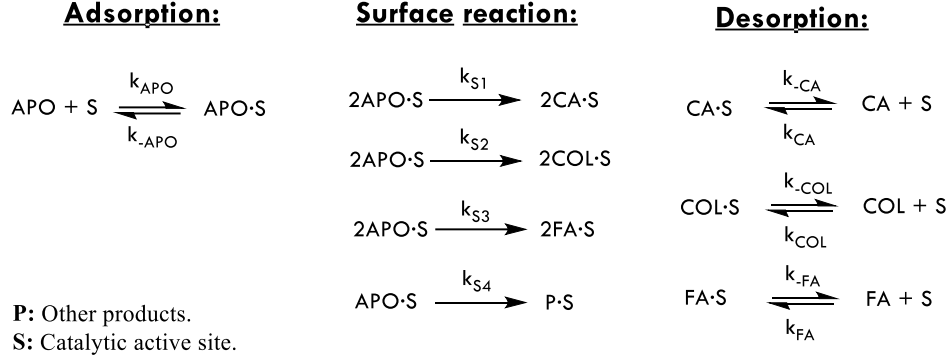 Adsorption:
APO + S k_APO k_-APO APO·S
Surface reaction:
2APO·S k_S1 2CA·S
2APO·S k_S2 2COL·S
2APO·S k_S3 2FA·S
APO·S k_S4 P·S
Desorption:
CA·S k_-CA k_CA CA + S
COL·S k_-COL k_COL COL + S
FA·S k_-FA k_FA FA + S
P: Other products.
S: Catalytic active site.